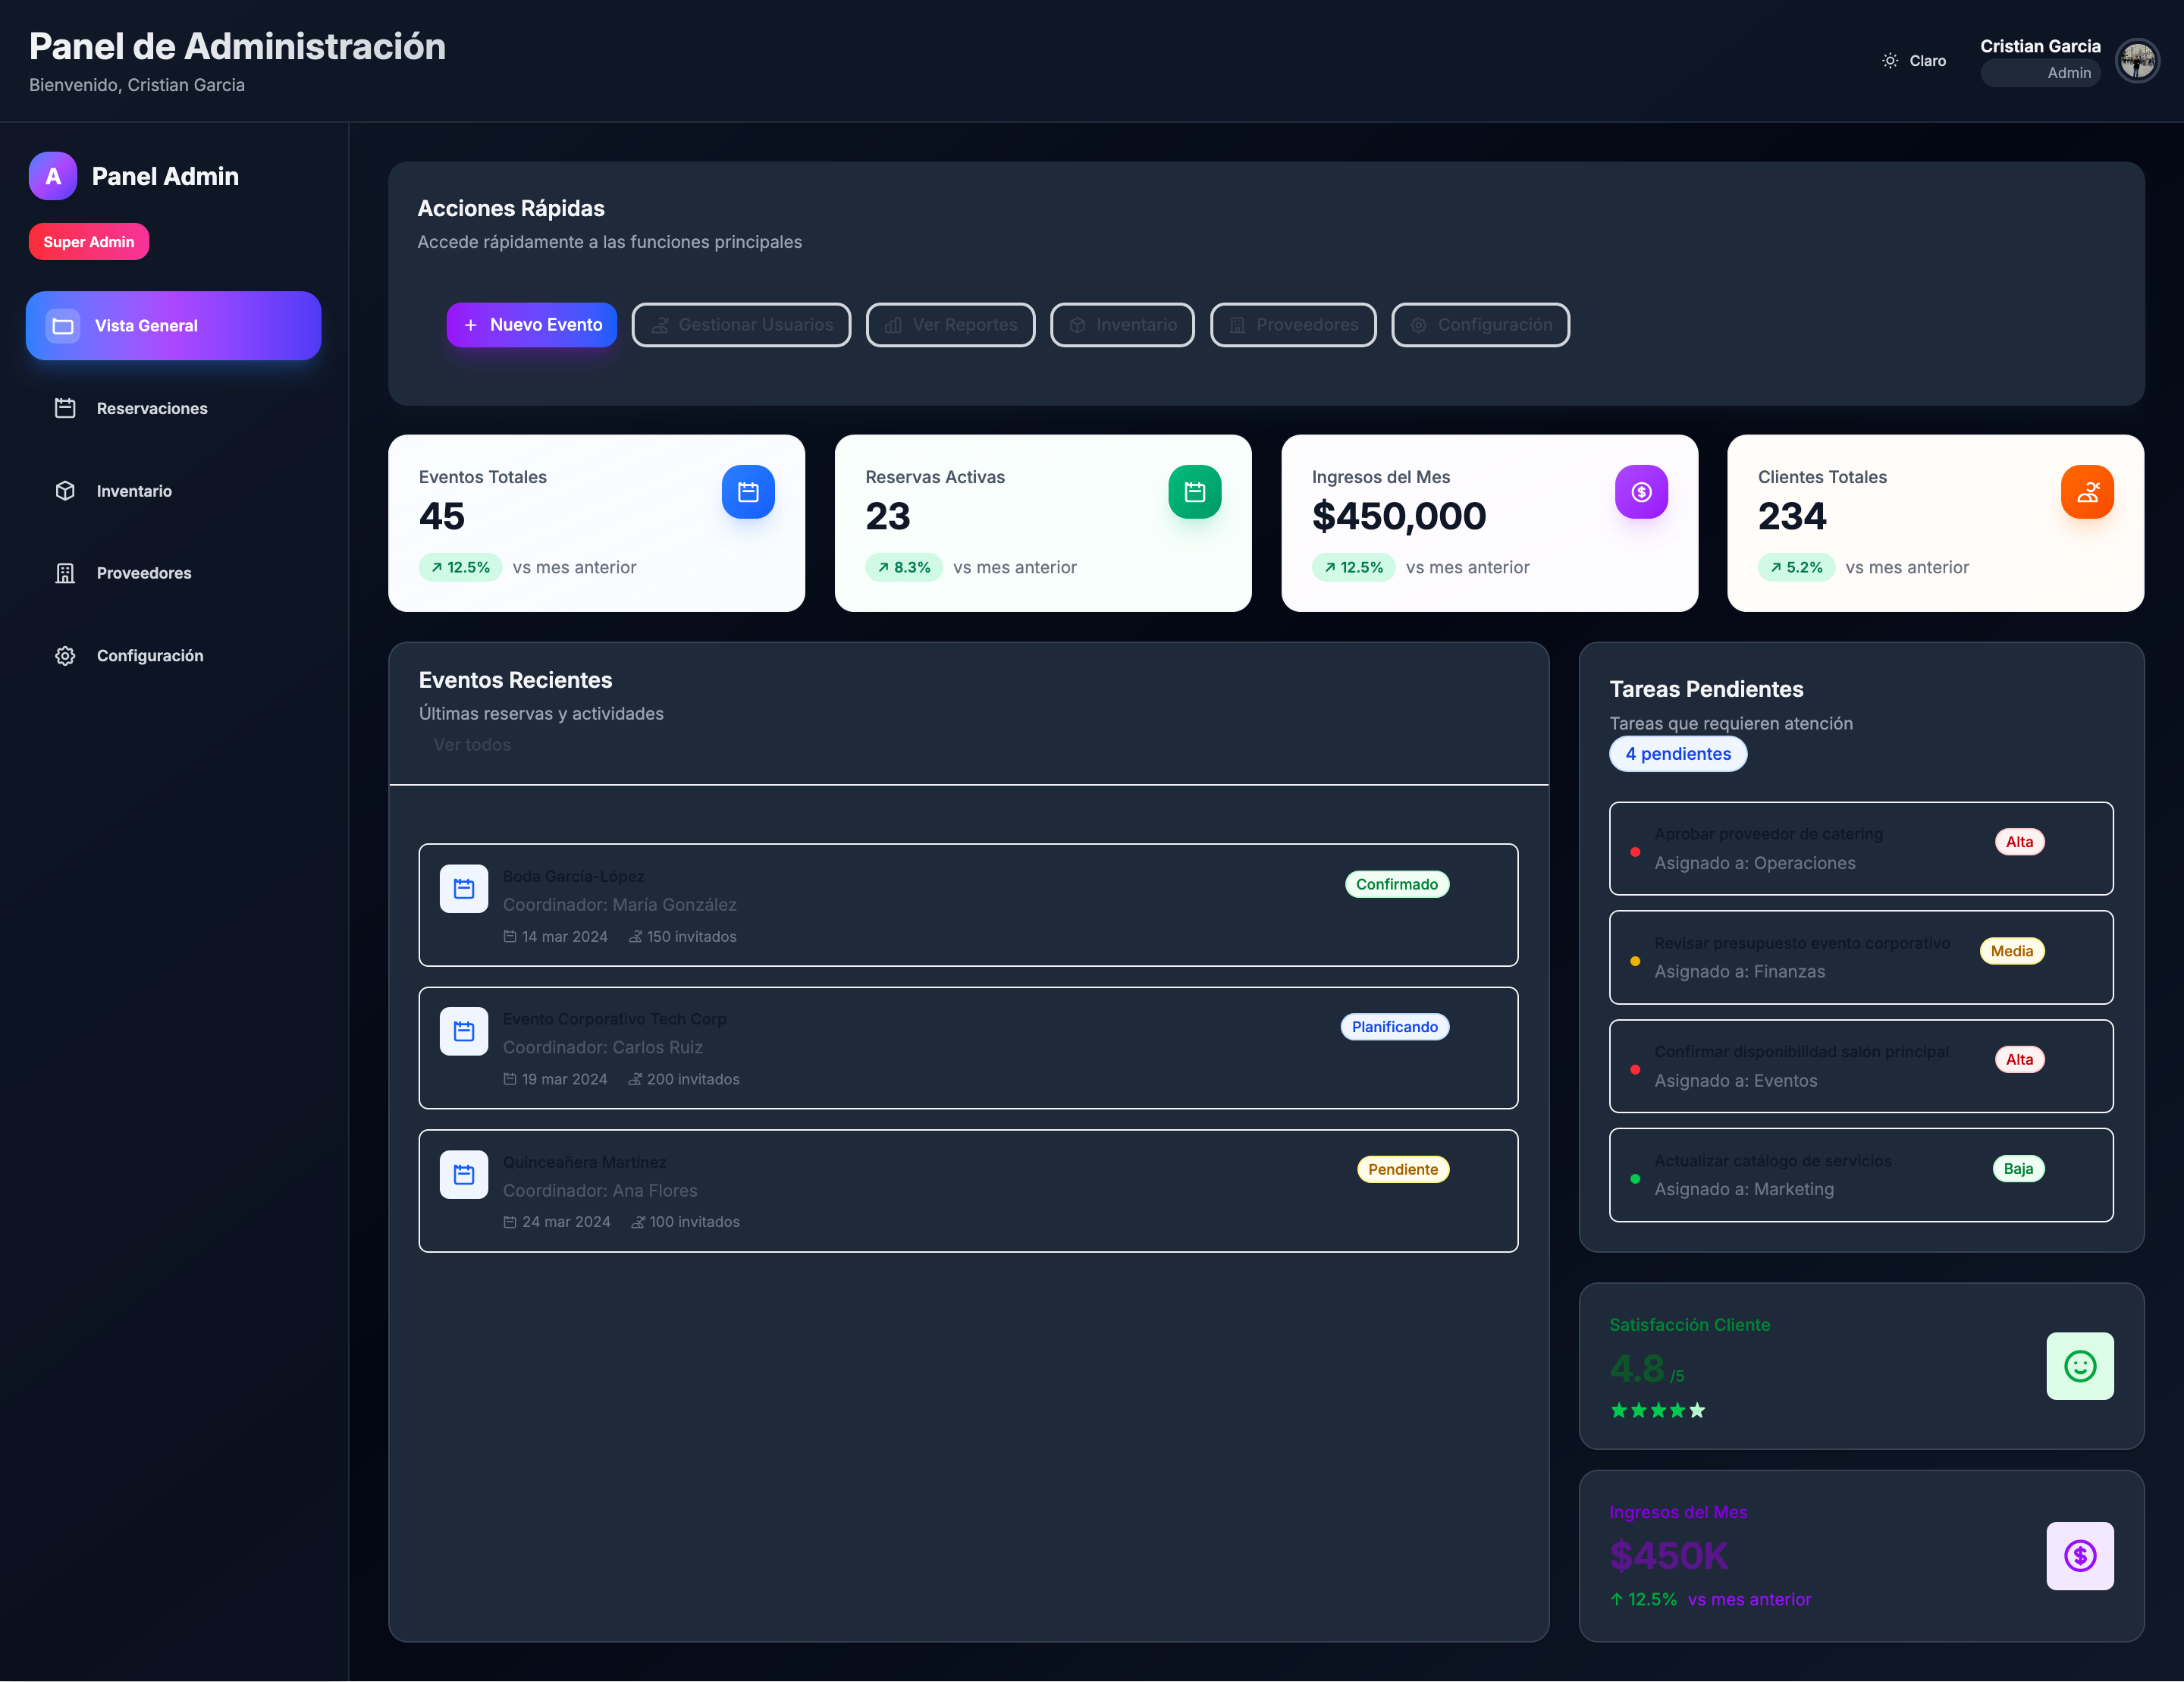 Panel de Administración
Bienvenido, Cristian Garcia
Claro
Cristian Garcia
Admin
A
Panel Admin
Super Admin
Vista General
Reservaciones
Inventario
Proveedores
Configuración
Acciones Rápidas
Accede rápidamente a las funciones principales
+ Nuevo Evento
Gestionar Usuarios
Ver Reportes
Inventario
Proveedores
Configuración
Eventos Totales
45
↗ 12.5% vs mes anterior
Reservas Activas
23
↗ 8.3% vs mes anterior
Ingresos del Mes
$450,000
↗ 12.5% vs mes anterior
Clientes Totales
234
↗ 5.2% vs mes anterior
Eventos Recientes
Últimas reservas y actividades
Ver todos
Boda García-López
Confirmado
Coordinador: María González
14 mar 2024 150 invitados
Evento Corporativo Tech Corp
Planificando
Coordinador: Carlos Ruiz
19 mar 2024 200 invitados
Quinceañera Martínez
Pendiente
Coordinador: Ana Flores
24 mar 2024 100 invitados
Tareas Pendientes
Tareas que requieren atención
4 pendientes
Aprobar proveedor de catering
Alta
Asignado a: Operaciones
Revisar presupuesto evento corporativo
Media
Asignado a: Finanzas
Confirmar disponibilidad salón principal
Alta
Asignado a: Eventos
Actualizar catálogo de servicios
Baja
Asignado a: Marketing
Satisfacción Cliente
4.8 /5
Ingresos del Mes
$450K
↑ 12.5% vs mes anterior